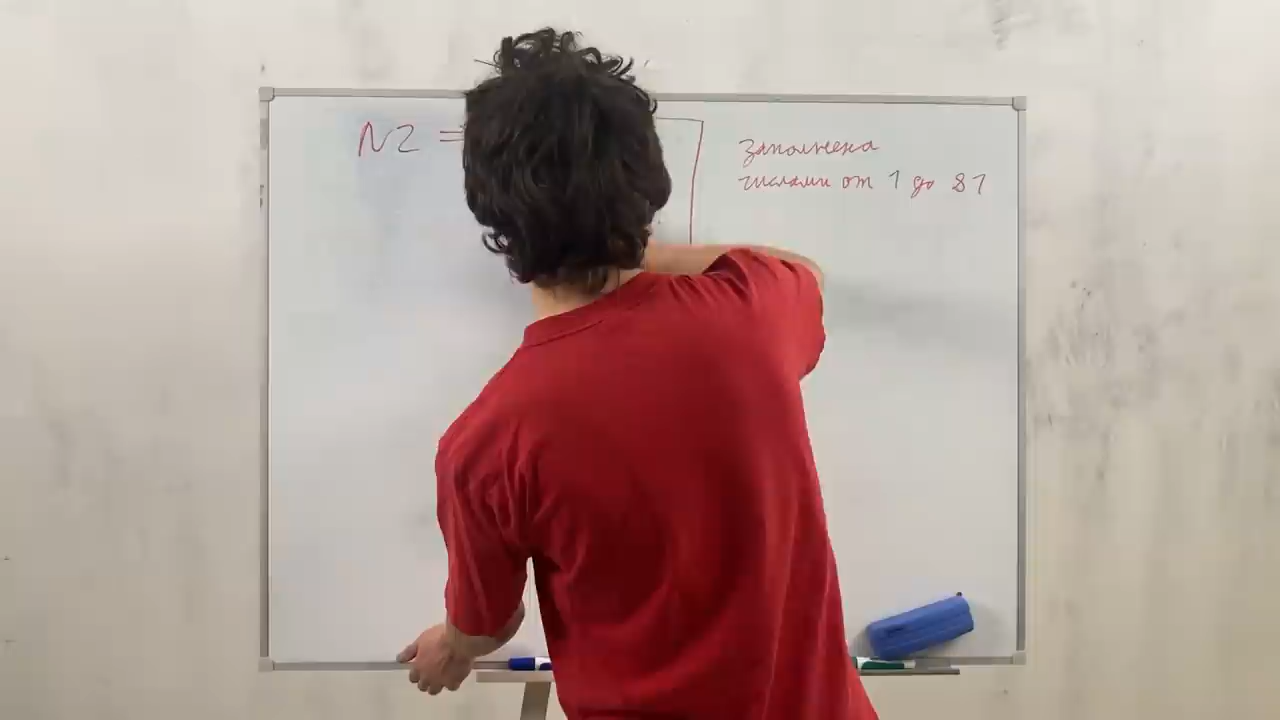 N2 =
заполнена
числами от 1 до 81